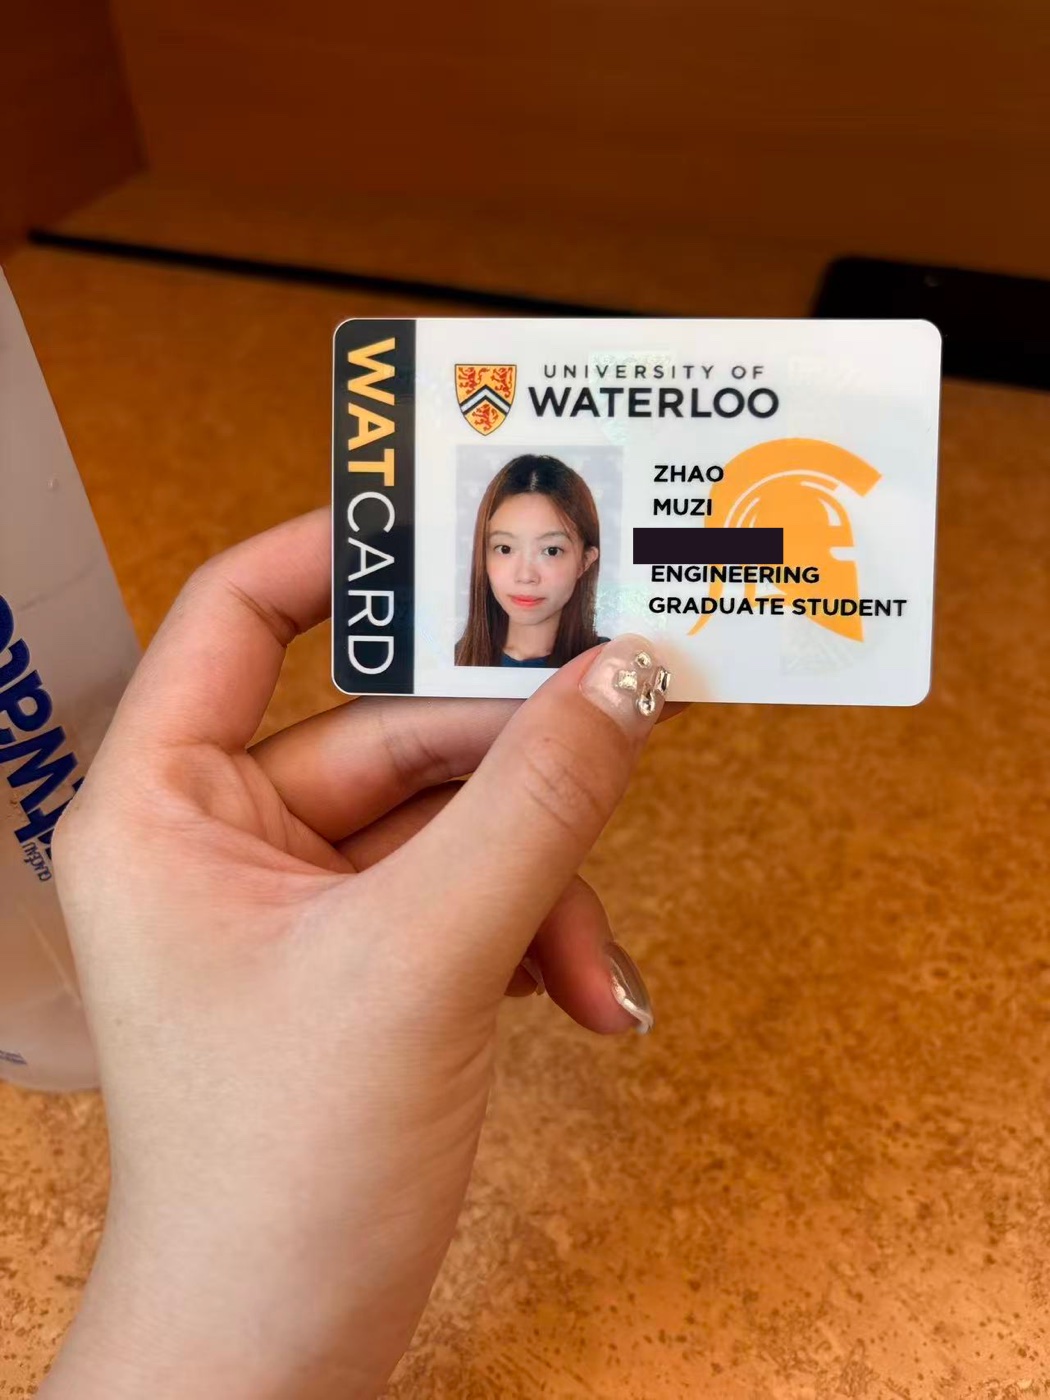 WATCARD
UNIVERSITY OF
WATERLOO
ZHAO
MUZI
ENGINEERING
GRADUATE STUDENT